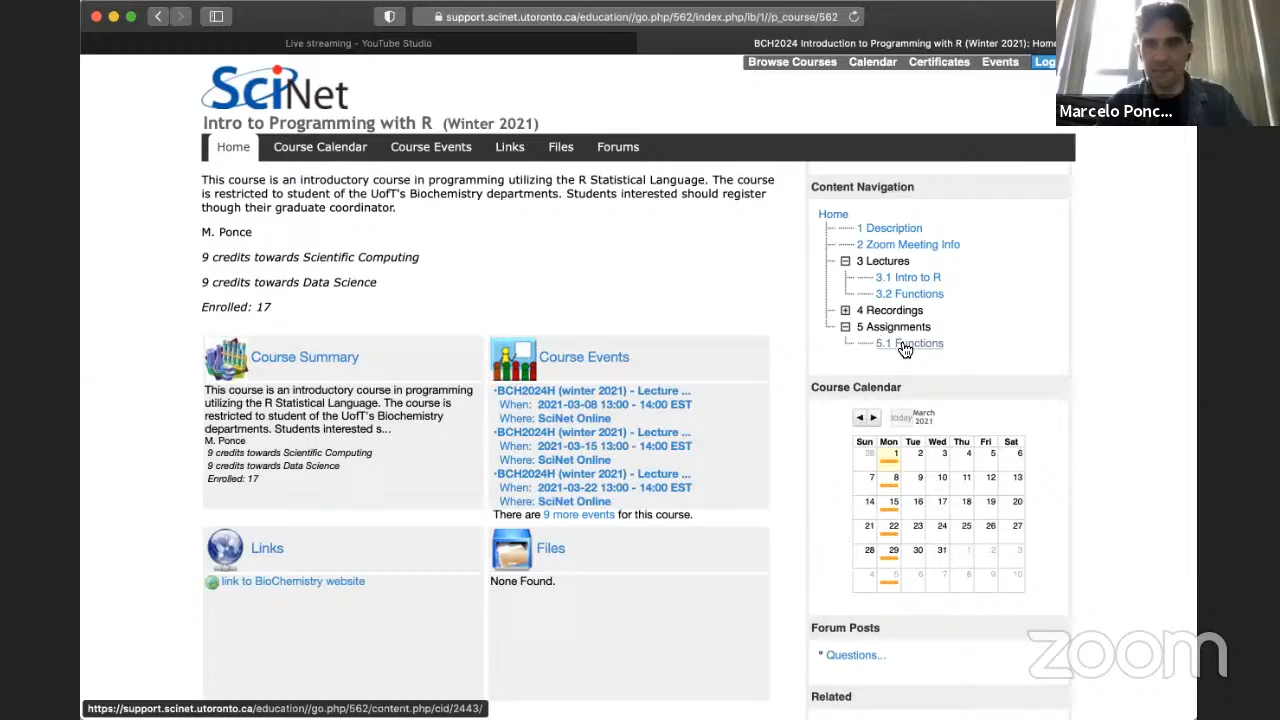 support.scinet.utoronto.ca/education//go.php/562/index.php/ib/1//p_course/562
Live streaming - YouTube Studio
BCH2024 Introduction to Programming with R (Winter 2021): Home
Browse Courses Calendar Certificates Events Log
SciNet
Intro to Programming with R (Winter 2021)
Home Course Calendar Course Events Links Files Forums
This course is an introductory course in programming utilizing the R Statistical Language. The course
is restricted to student of the UofT's Biochemistry departments. Students interested should register
though their graduate coordinator.
M. Ponce
9 credits towards Scientific Computing
9 credits towards Data Science
Enrolled: 17
Course Summary
This course is an introductory course in programming
utilizing the R Statistical Language. The course is
restricted to student of the UofT's Biochemistry
departments. Students interested s...
M. Ponce
9 credits towards Scientific Computing
9 credits towards Data Science
Enrolled: 17
Course Events
•BCH2024H (winter 2021) - Lecture ...
When: 2021-03-08 13:00 - 14:00 EST
Where: SciNet Online
•BCH2024H (winter 2021) - Lecture ...
When: 2021-03-15 13:00 - 14:00 EST
Where: SciNet Online
•BCH2024H (winter 2021) - Lecture ...
When: 2021-03-22 13:00 - 14:00 EST
Where: SciNet Online
There are 9 more events for this course.
Links
link to BioChemistry website
Files
None Found.
Content Navigation
Home
1 Description
2 Zoom Meeting Info
3 Lectures
3.1 Intro to R
3.2 Functions
4 Recordings
5 Assignments
5.1 Functions
Course Calendar
today March
2021
Sun Mon Tue Wed Thu Fri Sat
28 1 2 3 4 5 6
7 8 9 10 11 12 13
14 15 16 17 18 19 20
21 22 23 24 25 26 27
28 29 30 31 1 2 3
4 5 6 7 8 9 10
Forum Posts
° Questions...
Related
Marcelo Ponc...
zoom
https://support.scinet.utoronto.ca/education//go.php/562/content.php/cid/2443/